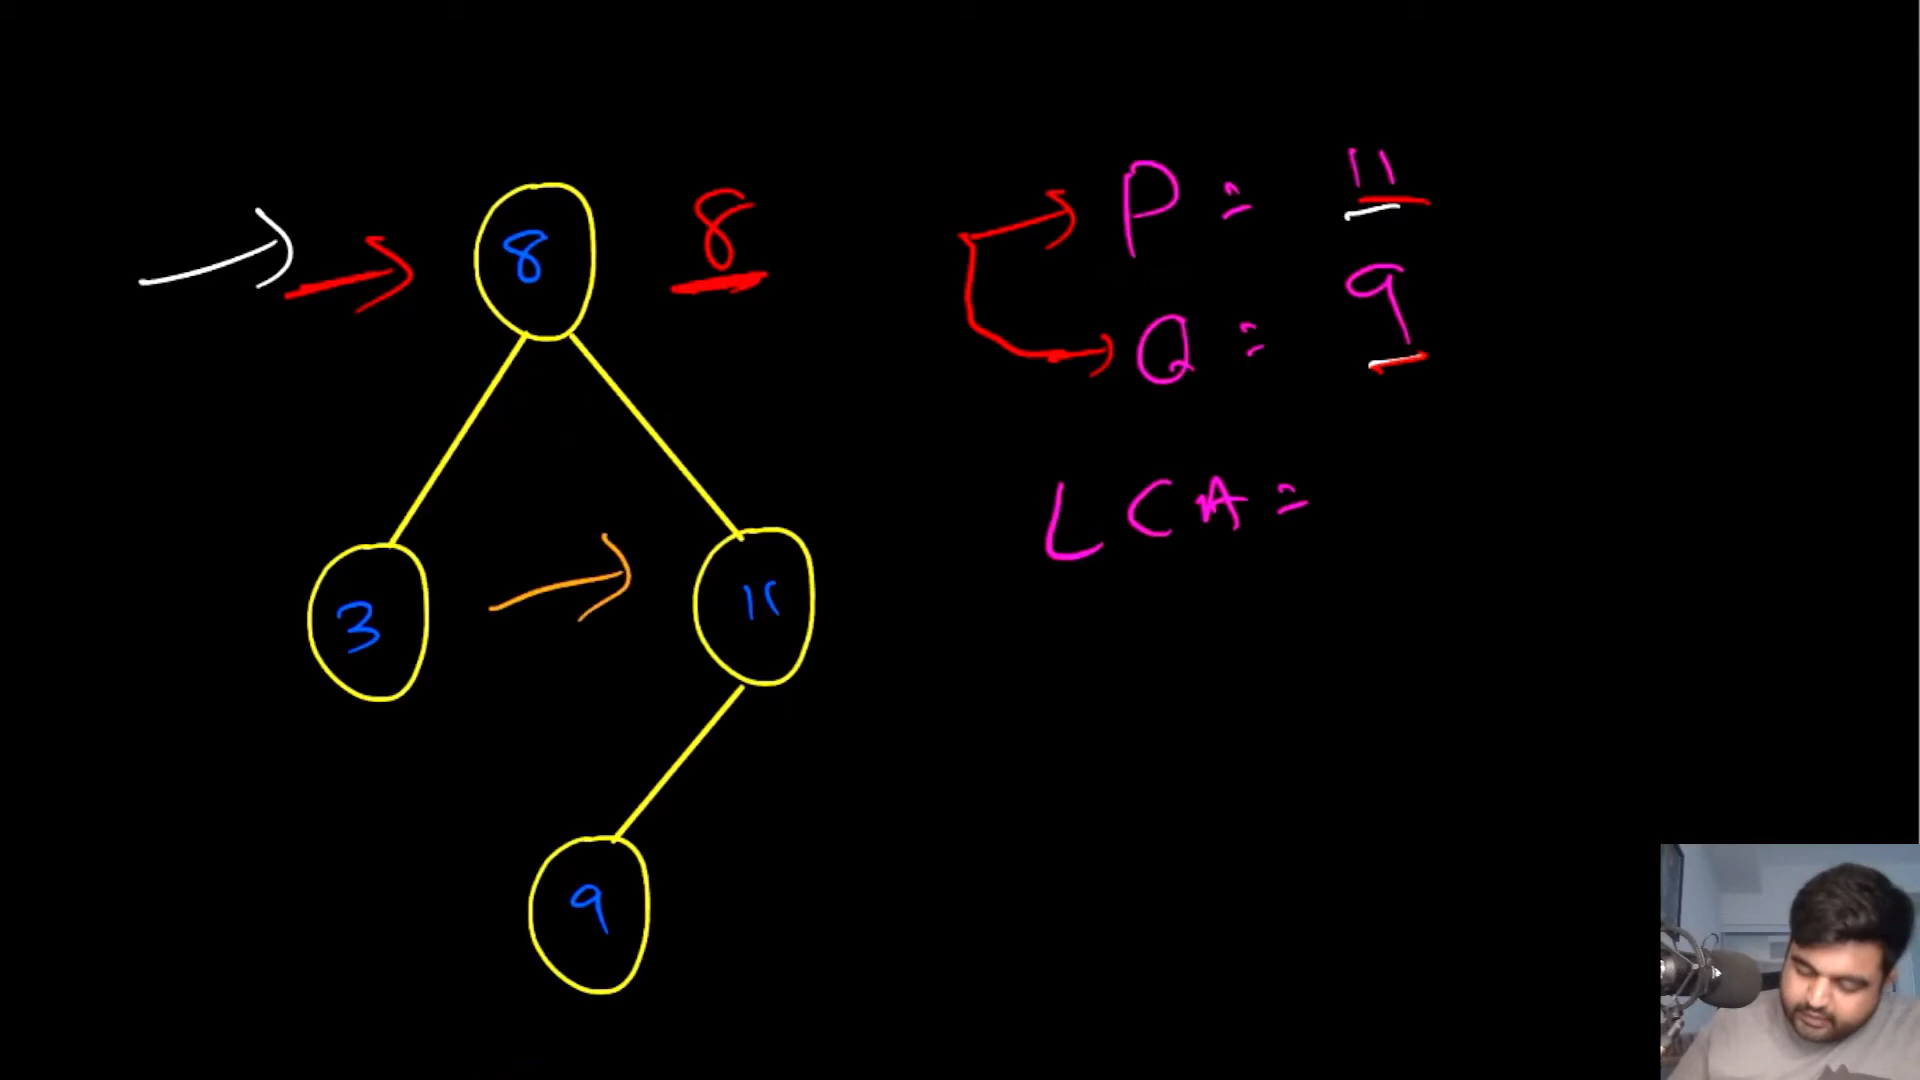 8 8
P = 11
Q = 9
LCA =
3 11
9